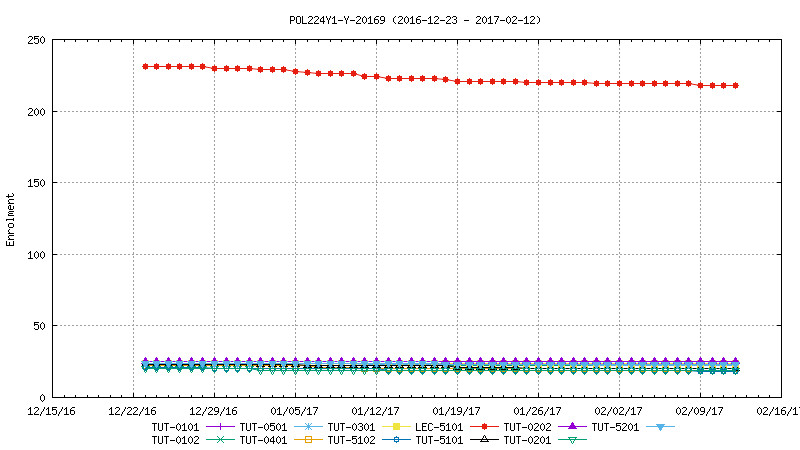 POL224Y1-Y-20169 (2016-12-23 - 2017-02-12)
250
200
150
100
50
0
Enrolment
12/15/16 12/22/16 12/29/16 01/05/17 01/12/17 01/19/17 01/26/17 02/02/17 02/09/17 02/16/17
TUT-0101 TUT-0501 TUT-0301 LEC-5101 TUT-0202 TUT-5201
TUT-0102 TUT-0401 TUT-5102 TUT-5101 TUT-0201